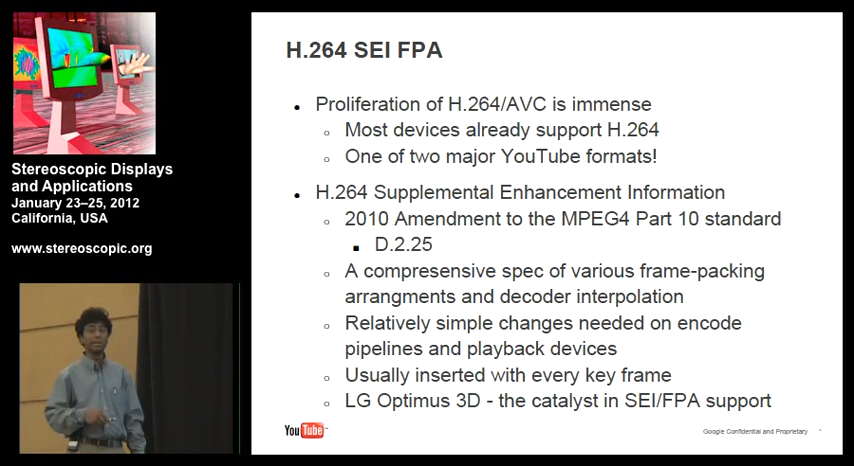 Stereoscopic Displays
and Applications
January 23–25, 2012
California, USA
www.stereoscopic.org
H.264 SEI FPA
• Proliferation of H.264/AVC is immense
o Most devices already support H.264
o One of two major YouTube formats!
• H.264 Supplemental Enhancement Information
o 2010 Amendment to the MPEG4 Part 10 standard
▪ D.2.25
o A compresensive spec of various frame-packing
arrangments and decoder interpolation
o Relatively simple changes needed on encode
pipelines and playback devices
o Usually inserted with every key frame
o LG Optimus 3D - the catalyst in SEI/FPA support
YouTube
Google Confidential and Proprietary